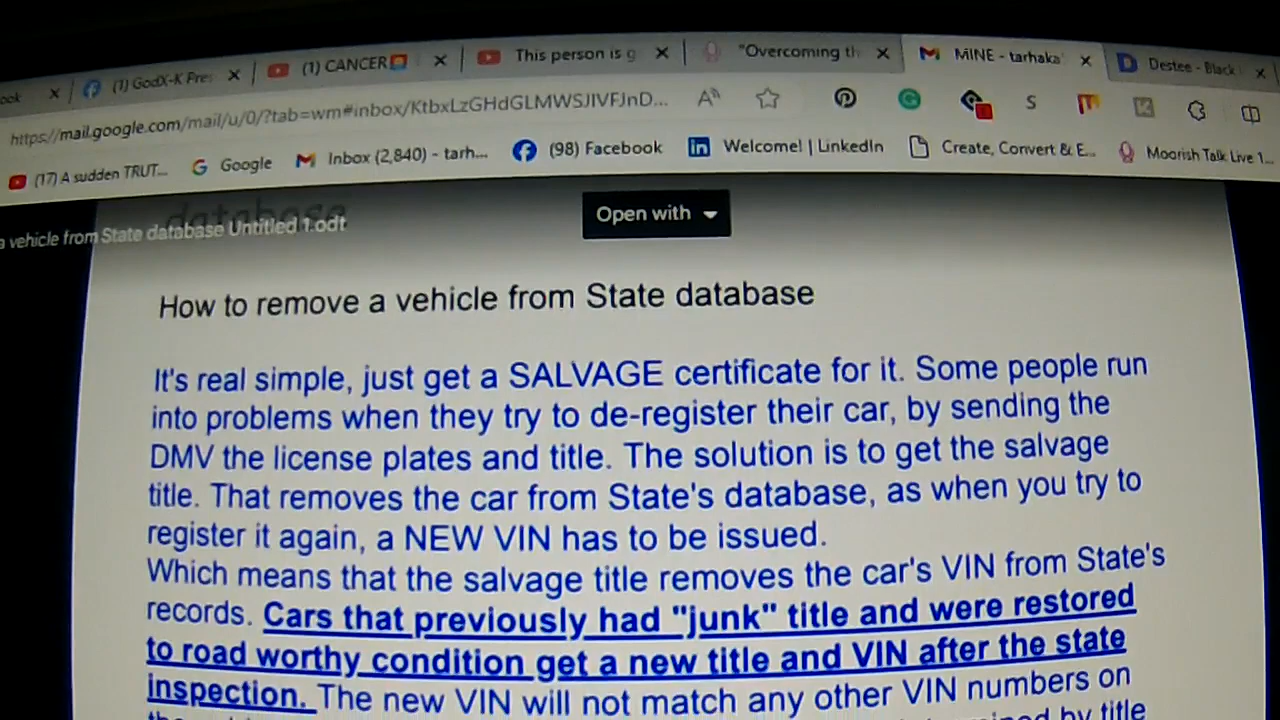 ook
(1) GodX-K Pre
(1) CANCER
This person is g
"Overcoming th
MINE - tarhaka
Destee - Black
https://mail.google.com/mail/u/0/?tab=wm#inbox/KtbxLzGHdGLMWSJIVFJnD...
(17) A sudden TRUT...
Google
Inbox (2,840) - tarh...
(98) Facebook
Welcome! | LinkedIn
Create, Convert & E...
Moorish Talk Live 1...
database
a vehicle from State database Untitled 1.odt
Open with
How to remove a vehicle from State database
It's real simple, just get a SALVAGE certificate for it. Some people run
into problems when they try to de-register their car, by sending the
DMV the license plates and title. The solution is to get the salvage
title. That removes the car from State's database, as when you try to
register it again, a NEW VIN has to be issued.
Which means that the salvage title removes the car's VIN from State's
records. Cars that previously had "junk" title and were restored
to road worthy condition get a new title and VIN after the state
inspection. The new VIN will not match any other VIN numbers on
by title